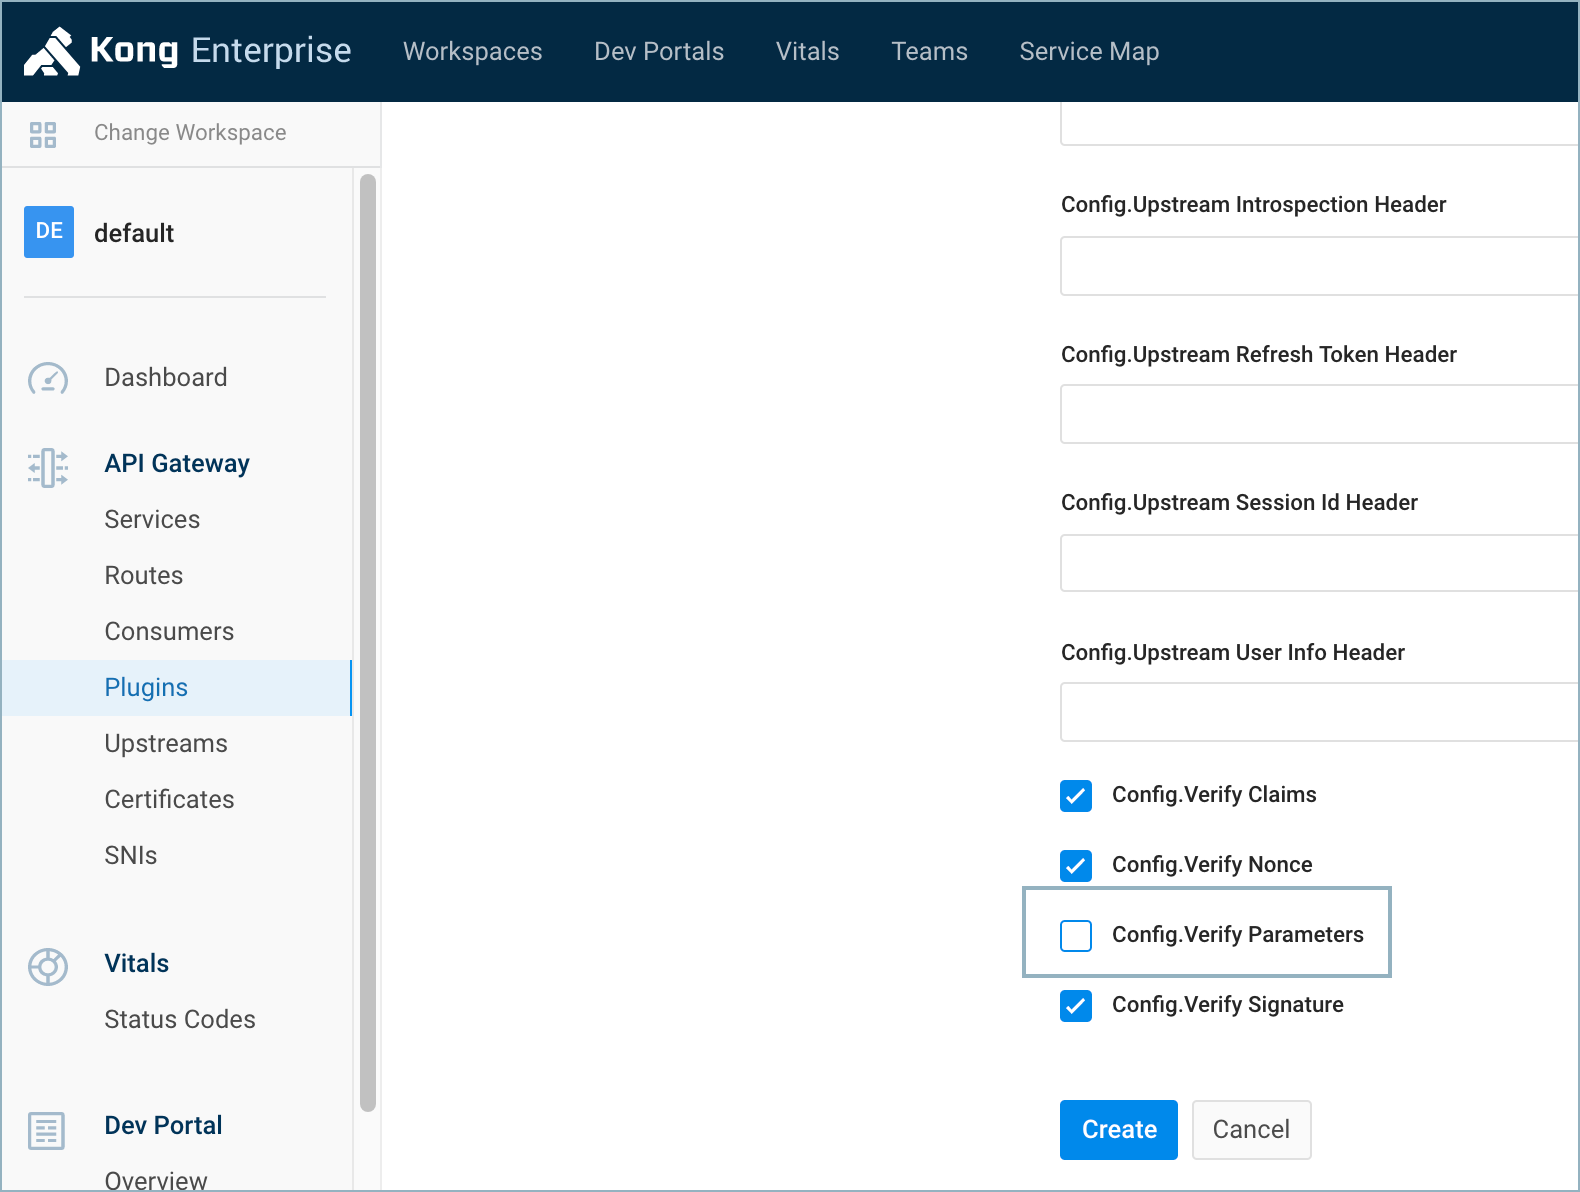 Kong Enterprise
Workspaces
Dev Portals
Vitals
Teams
Service Map
Change Workspace
DE
default
Dashboard
API Gateway
Services
Routes
Consumers
Plugins
Upstreams
Certificates
SNIs
Vitals
Status Codes
Dev Portal
Overview
Config.Upstream Introspection Header
Config.Upstream Refresh Token Header
Config.Upstream Session Id Header
Config.Upstream User Info Header
Config.Verify Claims
Config.Verify Nonce
Config.Verify Parameters
Config.Verify Signature
Create
Cancel